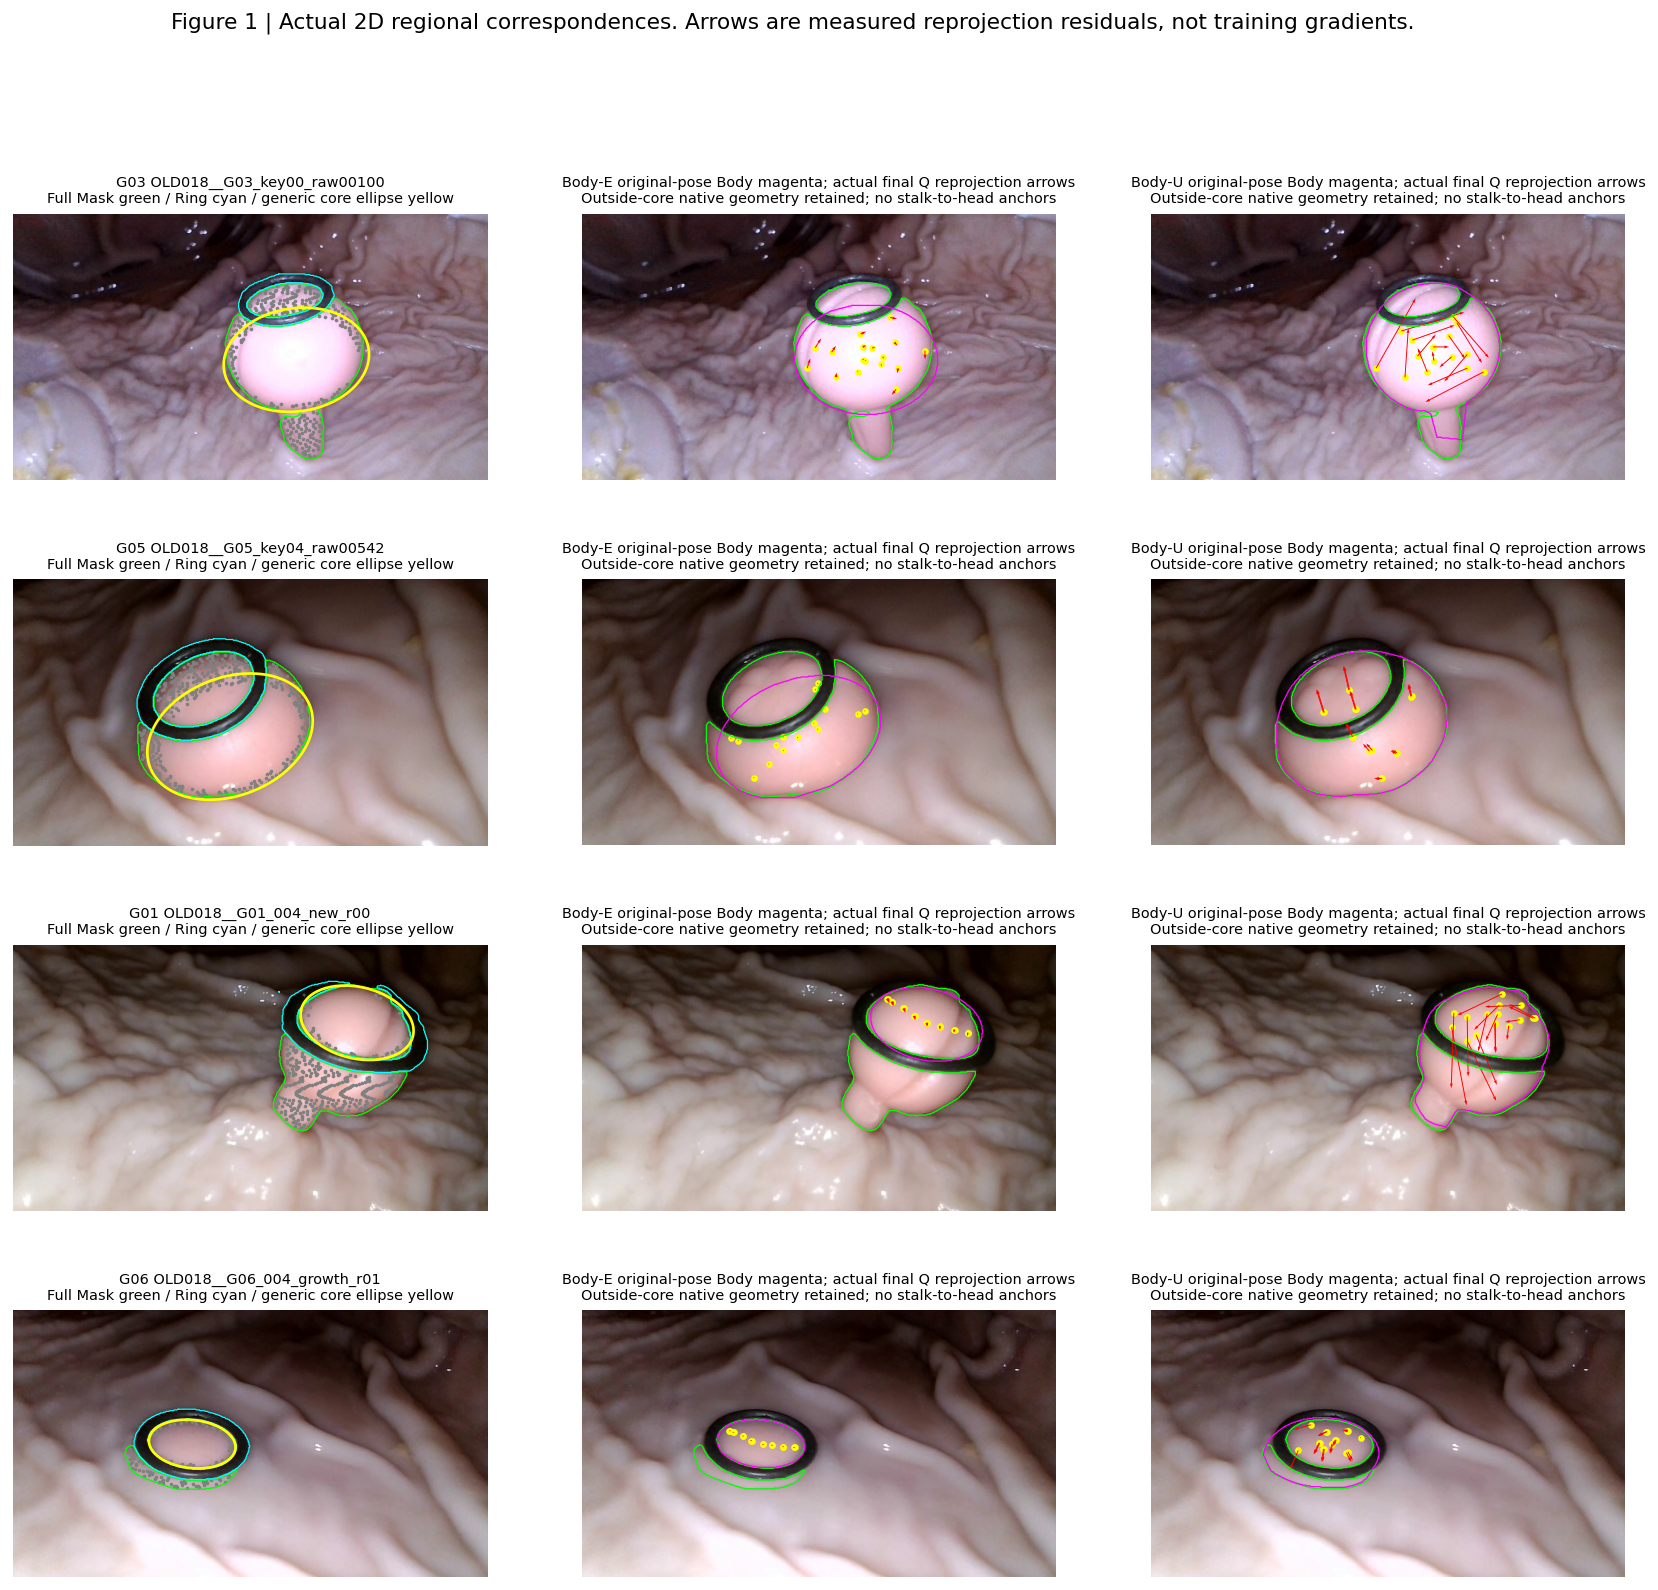 Figure 1 | Actual 2D regional correspondences. Arrows are measured reprojection residuals, not training gradients.
G03 OLD018__G03_key00_raw00100
Full Mask green / Ring cyan / generic core ellipse yellow
Body-E original-pose Body magenta; actual final Q reprojection arrows
Outside-core native geometry retained; no stalk-to-head anchors
Body-U original-pose Body magenta; actual final Q reprojection arrows
Outside-core native geometry retained; no stalk-to-head anchors
G05 OLD018__G05_key04_raw00542
Full Mask green / Ring cyan / generic core ellipse yellow
Body-E original-pose Body magenta; actual final Q reprojection arrows
Outside-core native geometry retained; no stalk-to-head anchors
Body-U original-pose Body magenta; actual final Q reprojection arrows
Outside-core native geometry retained; no stalk-to-head anchors
G01 OLD018__G01_004_new_r00
Full Mask green / Ring cyan / generic core ellipse yellow
Body-E original-pose Body magenta; actual final Q reprojection arrows
Outside-core native geometry retained; no stalk-to-head anchors
Body-U original-pose Body magenta; actual final Q reprojection arrows
Outside-core native geometry retained; no stalk-to-head anchors
G06 OLD018__G06_004_growth_r01
Full Mask green / Ring cyan / generic core ellipse yellow
Body-E original-pose Body magenta; actual final Q reprojection arrows
Outside-core native geometry retained; no stalk-to-head anchors
Body-U original-pose Body magenta; actual final Q reprojection arrows
Outside-core native geometry retained; no stalk-to-head anchors